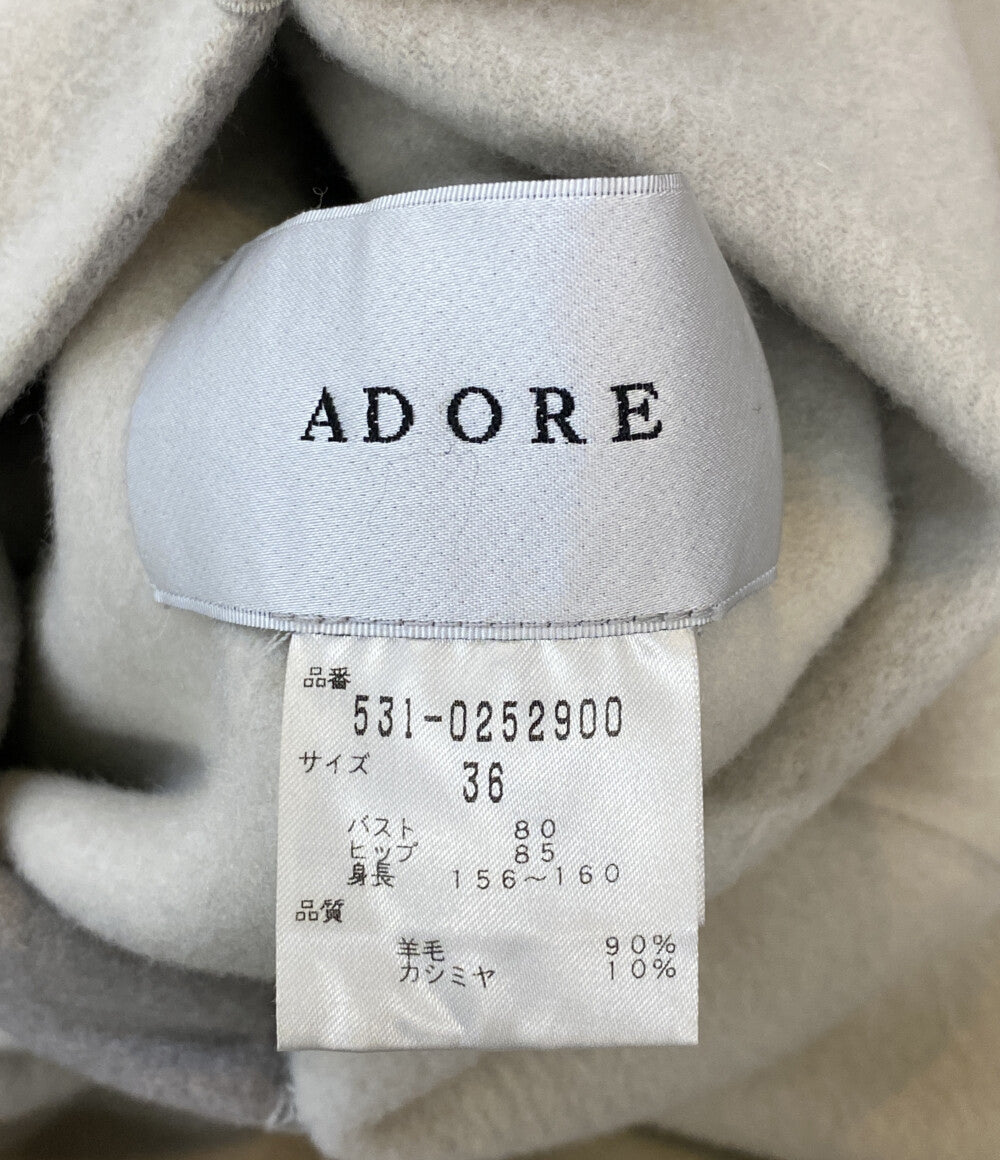 ADORE
品番
531-0252900
サイズ
36
バスト 80
ヒップ 85
身長 156～160
品質
羊毛 90%
カシミヤ 10%